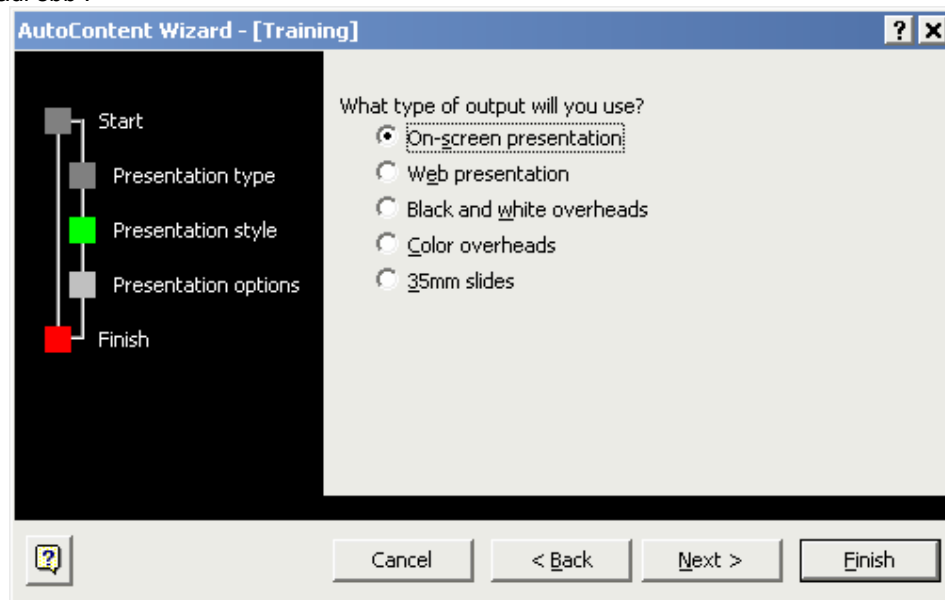 AutoContent Wizard - [Training]
Start
Presentation type
Presentation style
Presentation options
Finish
What type of output will you use?
On-screen presentation
Web presentation
Black and white overheads
Color overheads
35mm slides
Cancel
< Back
Next >
Finish